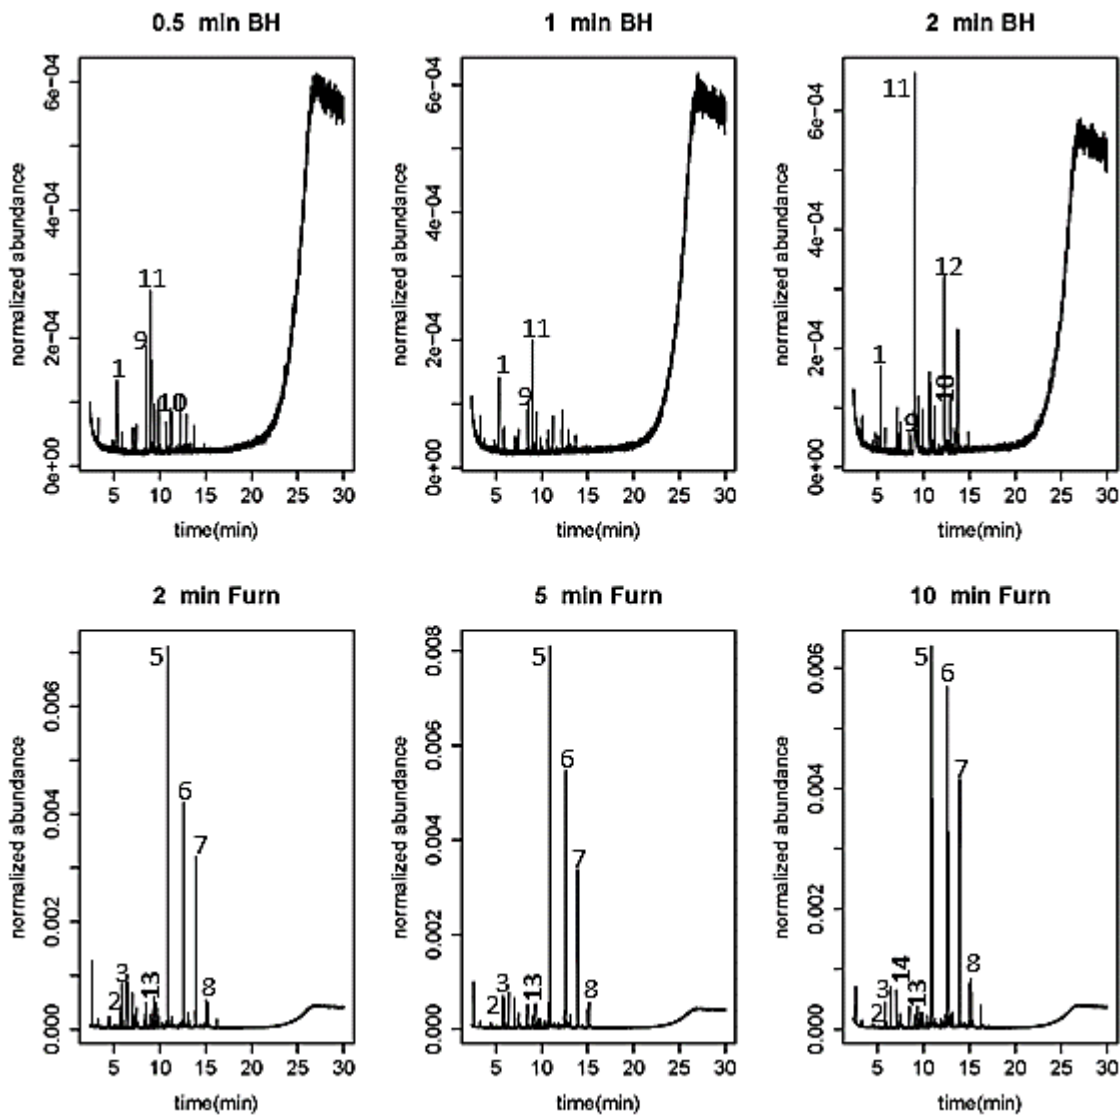 0.5 min BH
1 min BH
2 min BH
normalized abundance
0e+00 2e−04 4e−04 6e−04
1
9
11
10
5 10 15 20 25 30
time(min)
normalized abundance
0e+00 2e−04 4e−04 6e−04
1
9
11
5 10 15 20 25 30
time(min)
normalized abundance
0e+00 2e−04 4e−04 6e−04
1
9
11
12
10
5 10 15 20 25 30
time(min)
2 min Furn
5 min Furn
10 min Furn
normalized abundance
0.000 0.002 0.004 0.006
2
3
13
5
6
7
8
5 10 15 20 25 30
time(min)
normalized abundance
0.000 0.002 0.004 0.006 0.008
2
3
13
5
6
7
8
5 10 15 20 25 30
time(min)
normalized abundance
0.000 0.002 0.004 0.006
2
3
14
13
5
6
7
8
5 10 15 20 25 30
time(min)